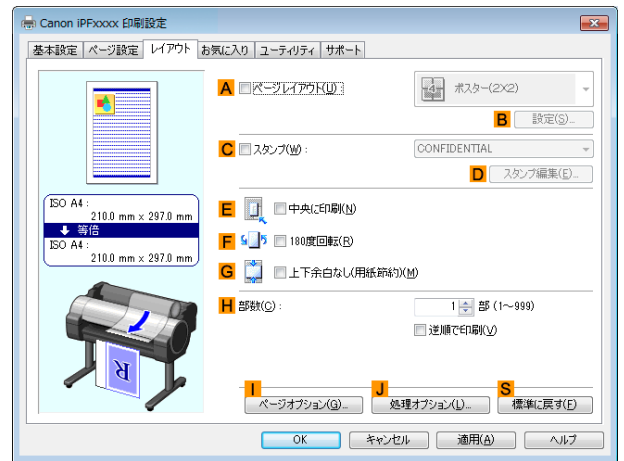 Canon iPFxxxx 印刷設定
基本設定 ページ設定 レイアウト お気に入り ユーティリティ サポート
A ページレイアウト(U) : ポスター(2X2)
B 設定(S)...
C スタンプ(W) : CONFIDENTIAL
D スタンプ編集(E)...
ISO A4 :
210.0 mm x 297.0 mm
等倍
ISO A4 :
210.0 mm x 297.0 mm
E 中央に印刷(N)
F 180度回転(R)
G 上下余白なし(用紙節約)(M)
H 部数(C) : 1 部 (1～999)
逆順で印刷(V)
R
I J S
ページオプション(G)... 処理オプション(L)... 標準に戻す(F)
OK キャンセル 適用(A) ヘルプ